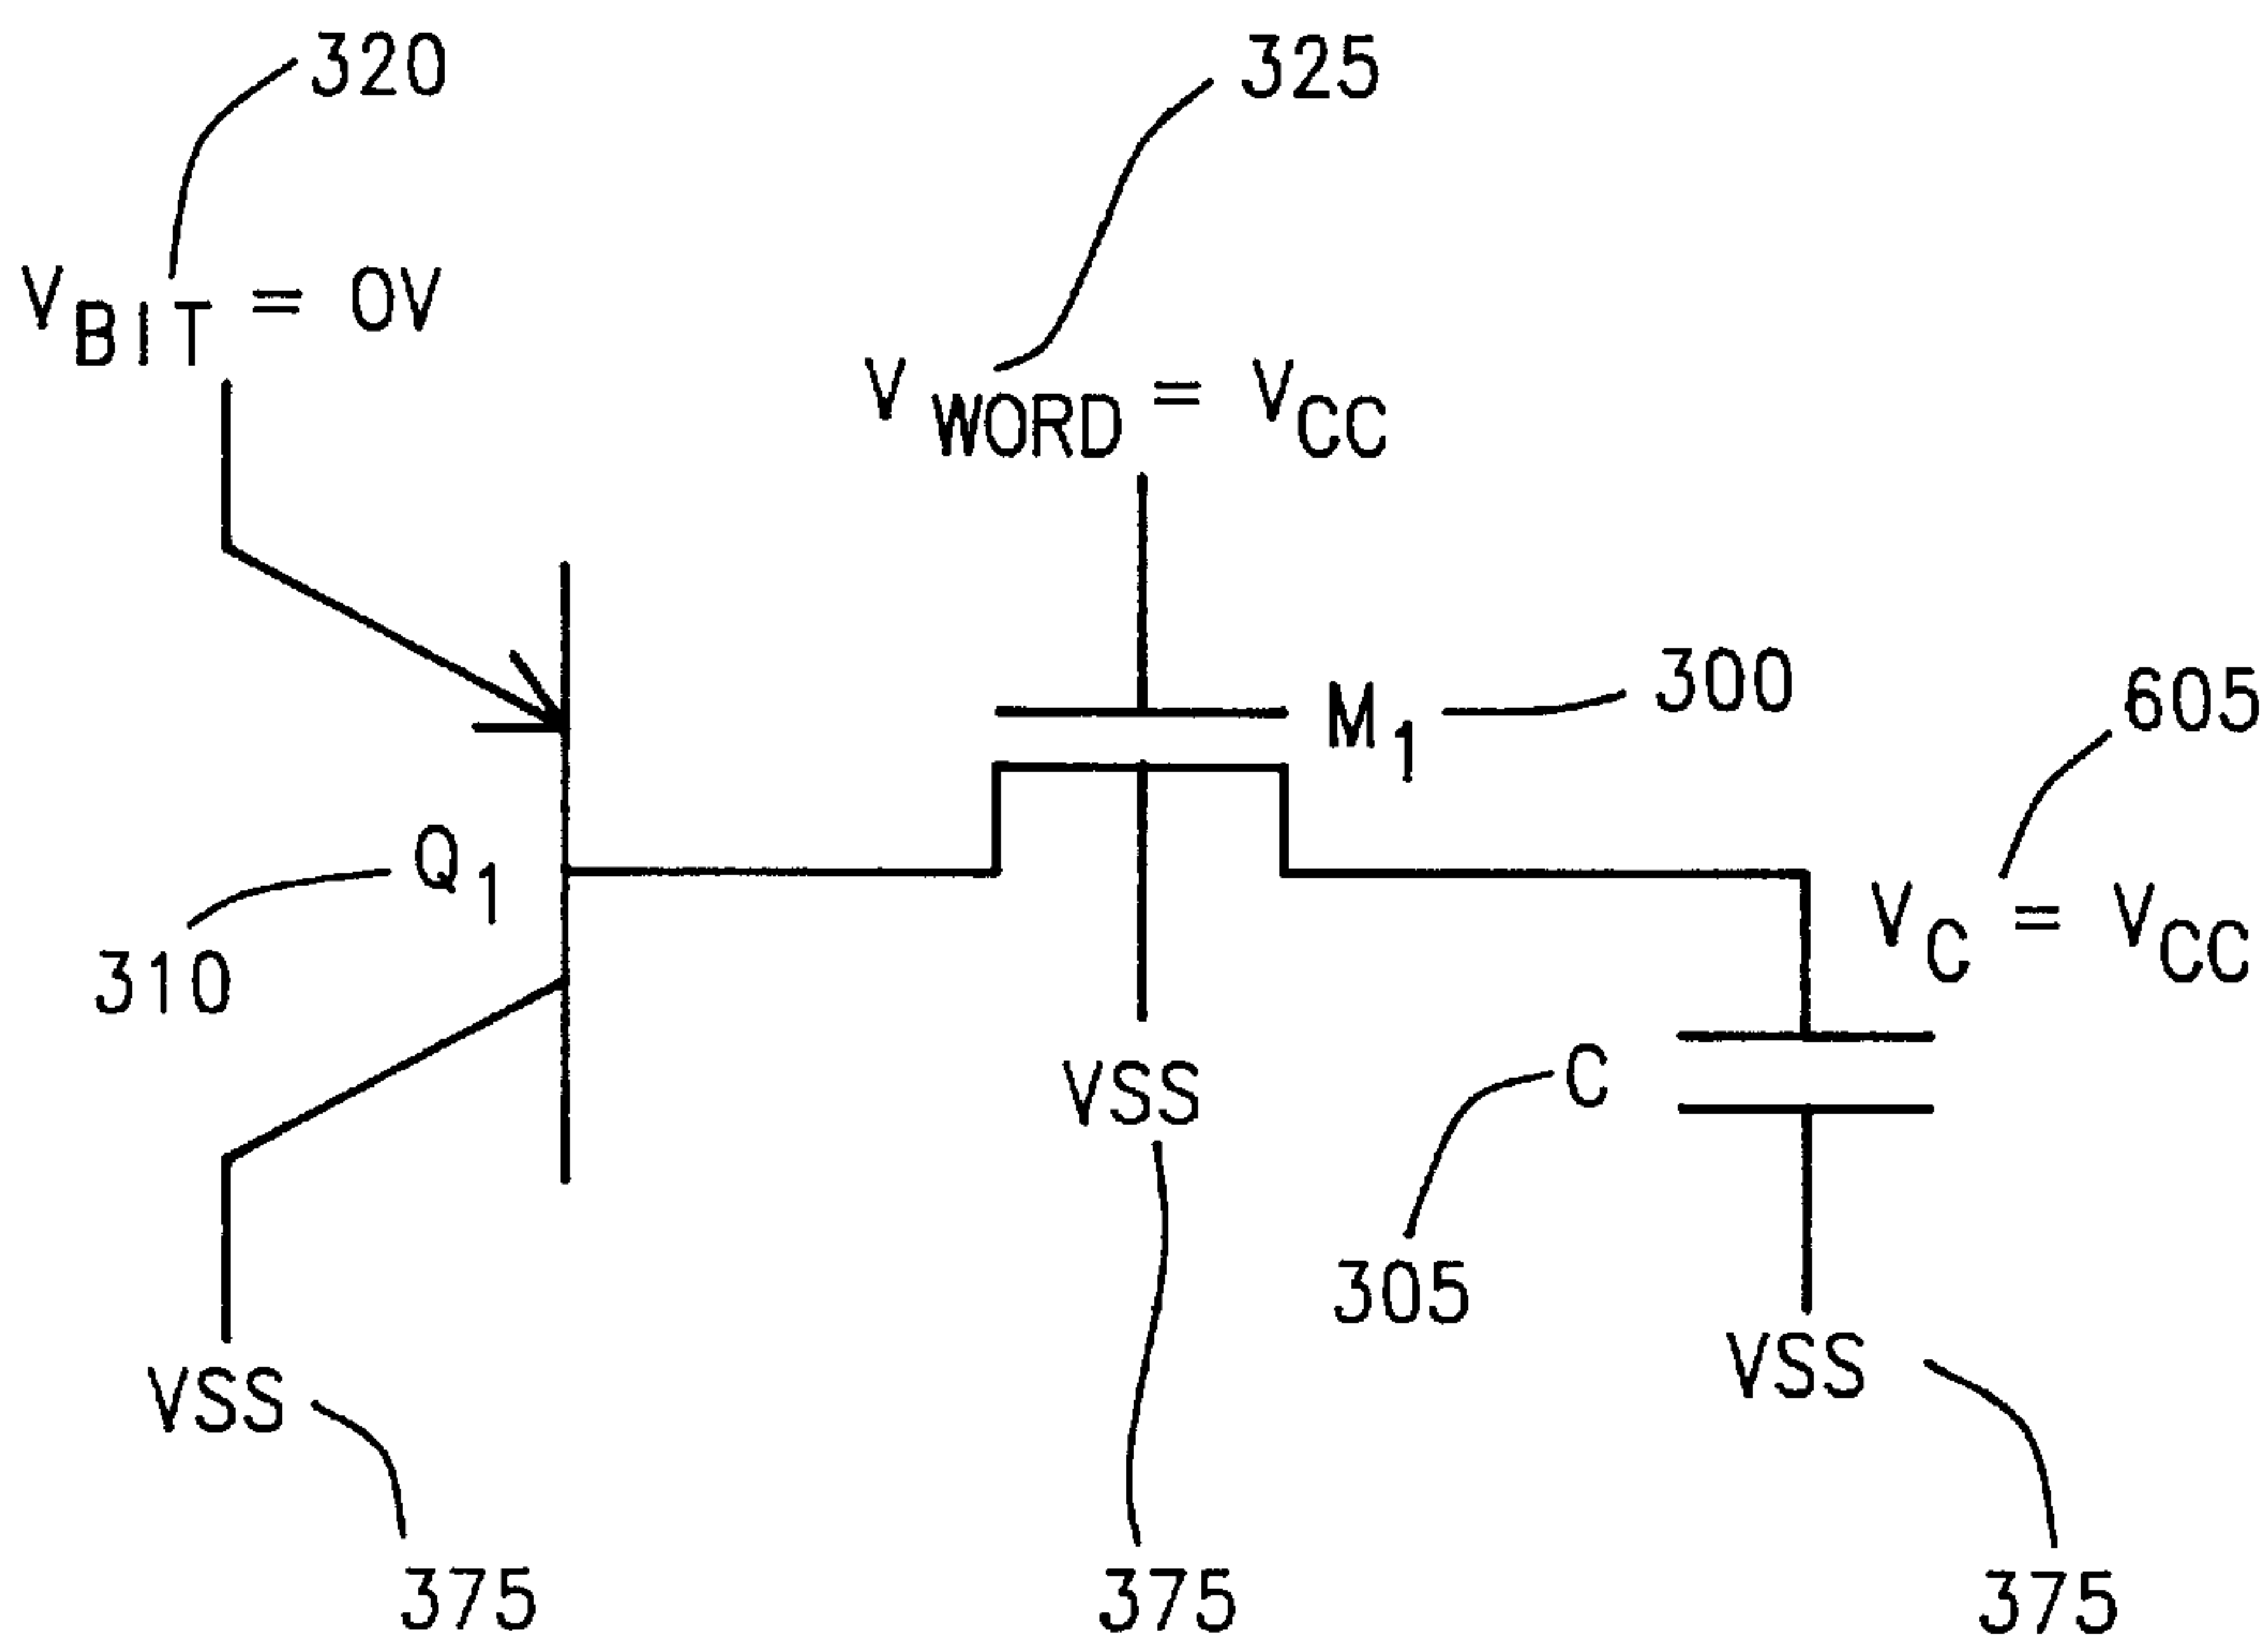 320
325
V_BIT = 0V
V_WORD = V_CC
M_1
300
605
Q_1
310
V_C = V_CC
VSS
C
305
VSS
VSS
375
375
375